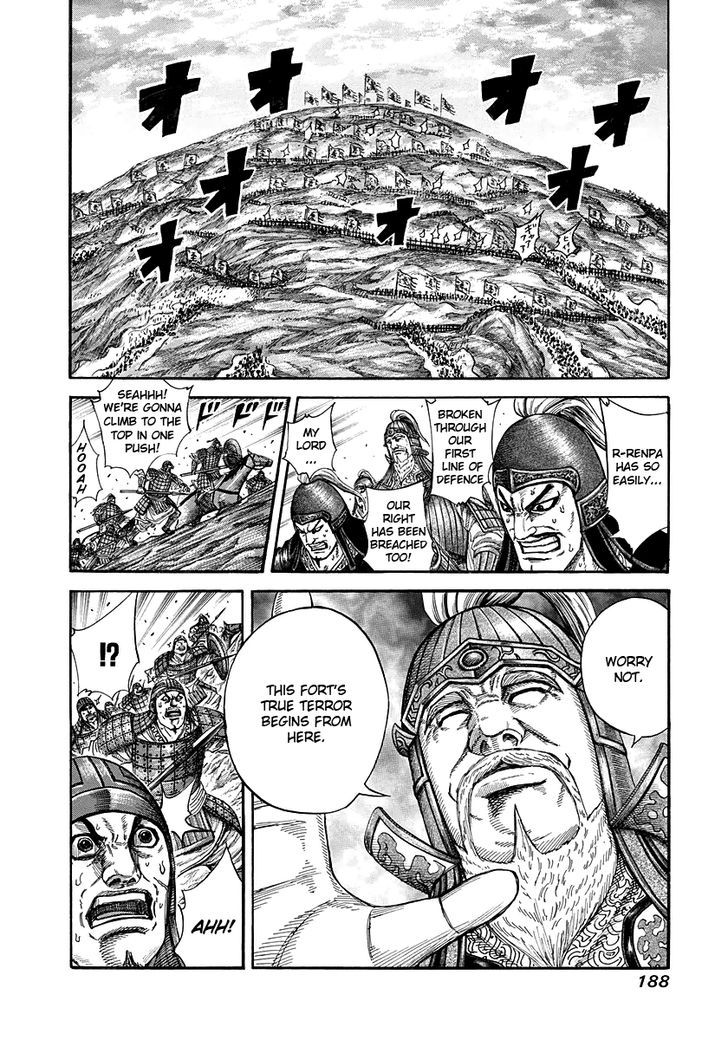 オ
オ
オ
オ
オ
オ
オ
オ
R-RENPA
HAS SO
EASILY...
BROKEN
THROUGH
OUR
FIRST
LINE OF
DEFENCE
MY
LORD
...
OUR
RIGHT
HAS BEEN
BREACHED
TOO!
ド ド ド
SEAHHH!
WE'RE GONNA
CLIMB TO THE
TOP IN ONE
PUSH!
HOOAH
WORRY
NOT.
THIS FORT'S
TRUE TERROR
BEGINS FROM
HERE.
!?
AHH!
188